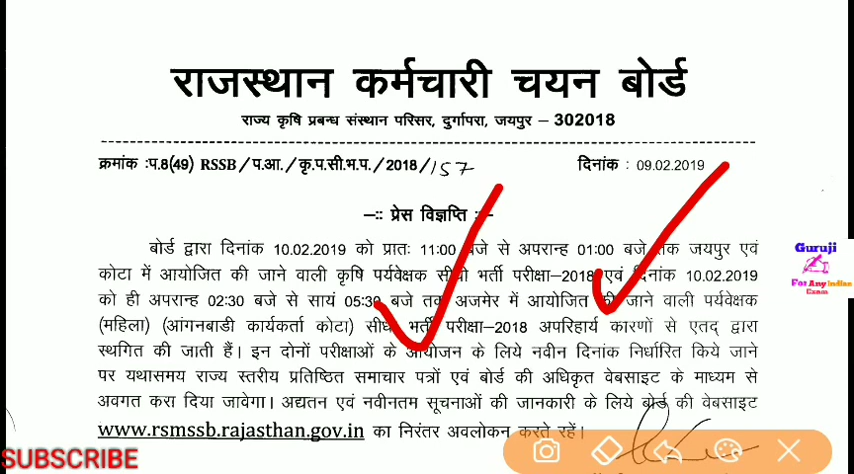 राजस्थान कर्मचारी चयन बोर्ड
राज्य कृषि प्रबन्ध संस्थान परिसर, दुर्गापरा, जयपुर – 302018
क्रमांक :प.8(49) RSSB/प.आ./कृ.प.सी.भ.प./2018/157 दिनांक : 09.02.2019
–:: प्रेस विज्ञप्ति ::–
बोर्ड द्वारा दिनांक 10.02.2019 को प्रातः 11:00 बजे से अपरान्ह 01:00 बजे तक जयपुर एवं
कोटा में आयोजित की जाने वाली कृषि पर्यवेक्षक सीधी भर्ती परीक्षा–2018 एवं दिनांक 10.02.2019
को ही अपरान्ह 02:30 बजे से सायं 05:30 बजे तक अजमेर में आयोजित की जाने वाली पर्यवेक्षक
(महिला) (आंगनबाडी कार्यकर्ता कोटा) सीधी भर्ती परीक्षा–2018 अपरिहार्य कारणों से एतद् द्वारा
स्थगित की जाती हैं। इन दोनों परीक्षाओं के आयोजन के लिये नवीन दिनांक निर्धारित किये जाने
पर यथासमय राज्य स्तरीय प्रतिष्ठित समाचार पत्रों एवं बोर्ड की अधिकृत वेबसाइट के माध्यम से
अवगत करा दिया जावेगा। अद्यतन एवं नवीनतम सूचनाओं की जानकारी के लिये बोर्ड की वेबसाइट
www.rsmssb.rajasthan.gov.in का निरंतर अवलोकन करते रहें।
Guruji
For Any Indian
Exam
SUBSCRIBE